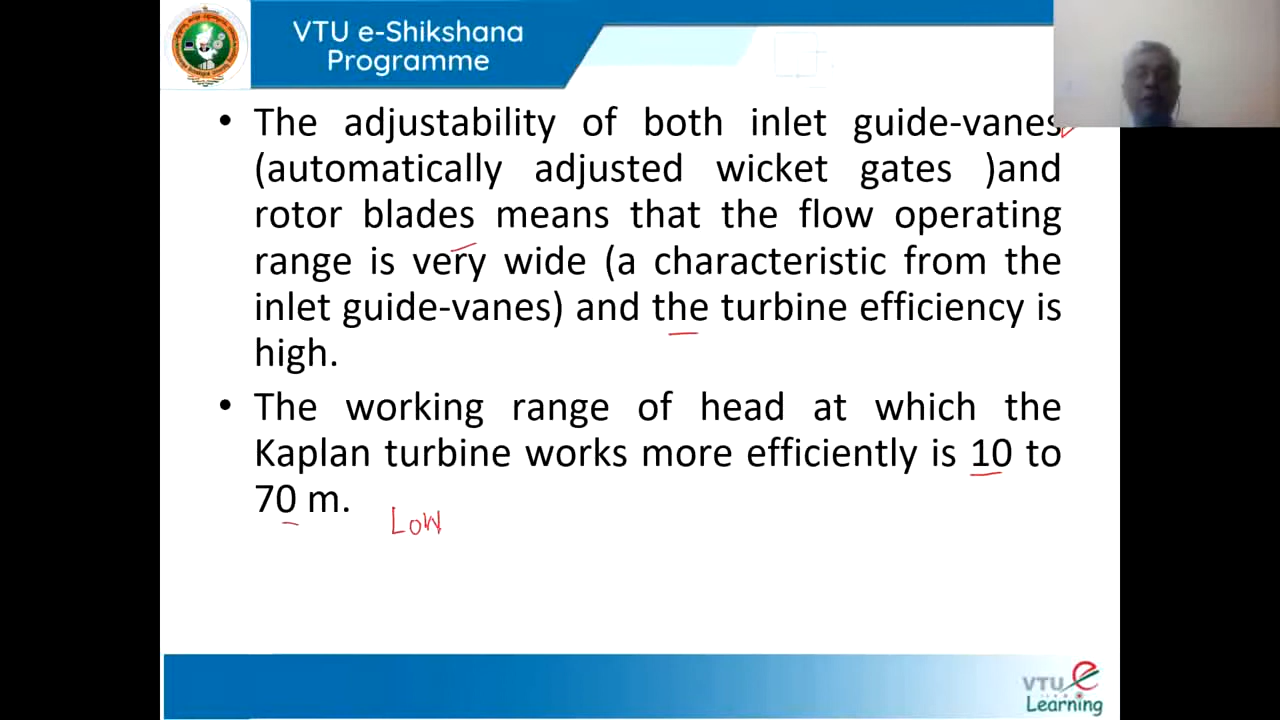 VTU e-Shikshana
Programme
• The adjustability of both inlet guide-vanes
(automatically adjusted wicket gates )and
rotor blades means that the flow operating
range is very wide (a characteristic from the
inlet guide-vanes) and the turbine efficiency is
high.
• The working range of head at which the
Kaplan turbine works more efficiently is 10 to
70 m.
Low
VTU e
Learning